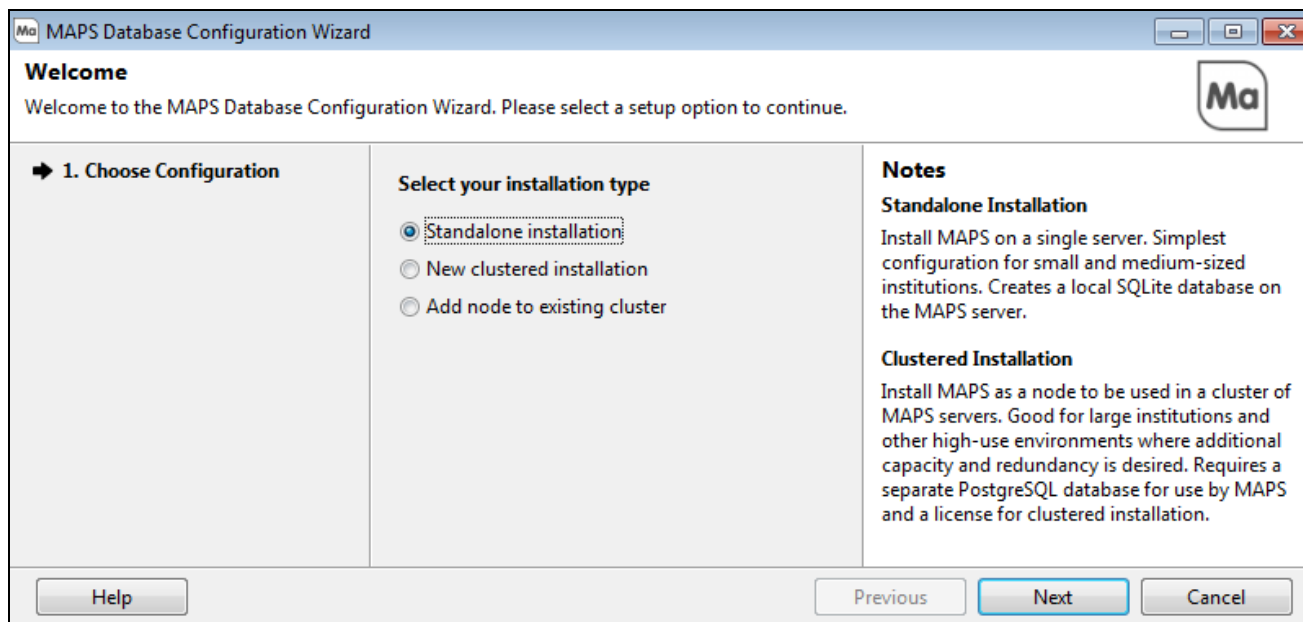 Ma MAPS Database Configuration Wizard
Welcome
Welcome to the MAPS Database Configuration Wizard. Please select a setup option to continue.
Ma
1. Choose Configuration
Select your installation type
Standalone installation
New clustered installation
Add node to existing cluster
Notes
Standalone Installation
Install MAPS on a single server. Simplest
configuration for small and medium-sized
institutions. Creates a local SQLite database on
the MAPS server.
Clustered Installation
Install MAPS as a node to be used in a cluster of
MAPS servers. Good for large institutions and
other high-use environments where additional
capacity and redundancy is desired. Requires a
separate PostgreSQL database for use by MAPS
and a license for clustered installation.
Help
Previous
Next
Cancel